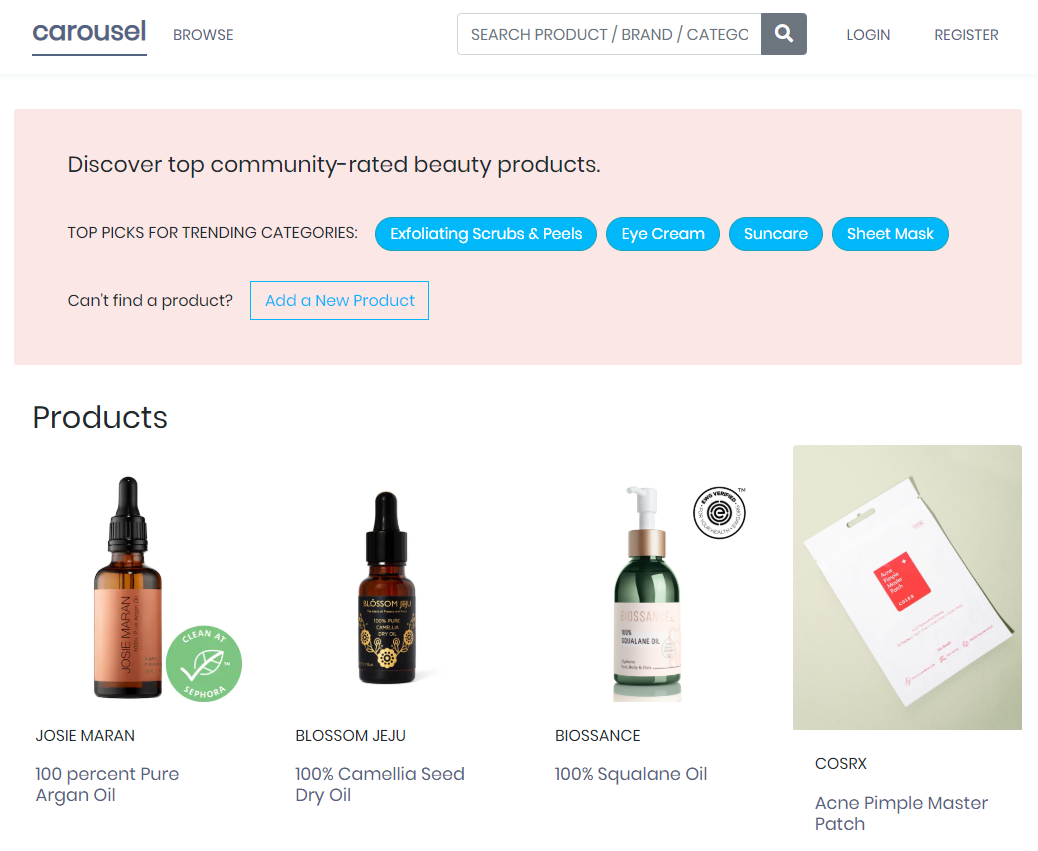 carousel
BROWSE
SEARCH PRODUCT / BRAND / CATEGO
LOGIN
REGISTER
Discover top community-rated beauty products.
TOP PICKS FOR TRENDING CATEGORIES:
Exfoliating Scrubs & Peels
Eye Cream
Suncare
Sheet Mask
Can't find a product?
Add a New Product
Products
JOSIE MARAN
CLEAN AT
SEPHORA
BLOSSOM JEJU
100% PURE
CAMELLIA
DRY OIL
EWG VERIFIED
TM
BIOSSANCE
100%
SQUALANE OIL
Acne
Pimple
Master
Patch
COSRX
JOSIE MARAN
100 percent Pure
Argan Oil
BLOSSOM JEJU
100% Camellia Seed
Dry Oil
BIOSSANCE
100% Squalane Oil
COSRX
Acne Pimple Master
Patch